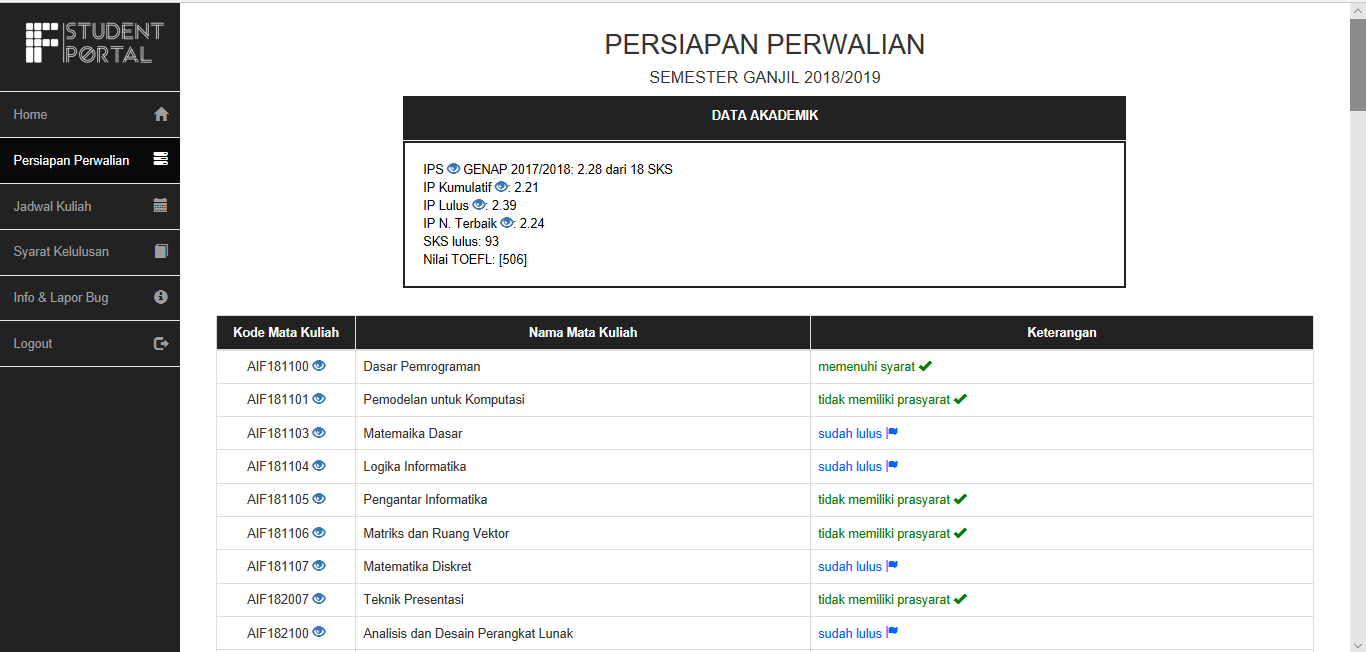 STUDENT
PORTAL
Home
Persiapan Perwalian
Jadwal Kuliah
Syarat Kelulusan
Info & Lapor Bug
Logout
PERSIAPAN PERWALIAN
SEMESTER GANJIL 2018/2019
DATA AKADEMIK
IPS GENAP 2017/2018: 2.28 dari 18 SKS
IP Kumulatif : 2.21
IP Lulus : 2.39
IP N. Terbaik : 2.24
SKS lulus: 93
Nilai TOEFL: [506]
Kode Mata Kuliah Nama Mata Kuliah Keterangan
AIF181100 Dasar Pemrograman memenuhi syarat
AIF181101 Pemodelan untuk Komputasi tidak memiliki prasyarat
AIF181103 Matemaika Dasar sudah lulus
AIF181104 Logika Informatika sudah lulus
AIF181105 Pengantar Informatika tidak memiliki prasyarat
AIF181106 Matriks dan Ruang Vektor tidak memiliki prasyarat
AIF181107 Matematika Diskret sudah lulus
AIF182007 Teknik Presentasi tidak memiliki prasyarat
AIF182100 Analisis dan Desain Perangkat Lunak sudah lulus